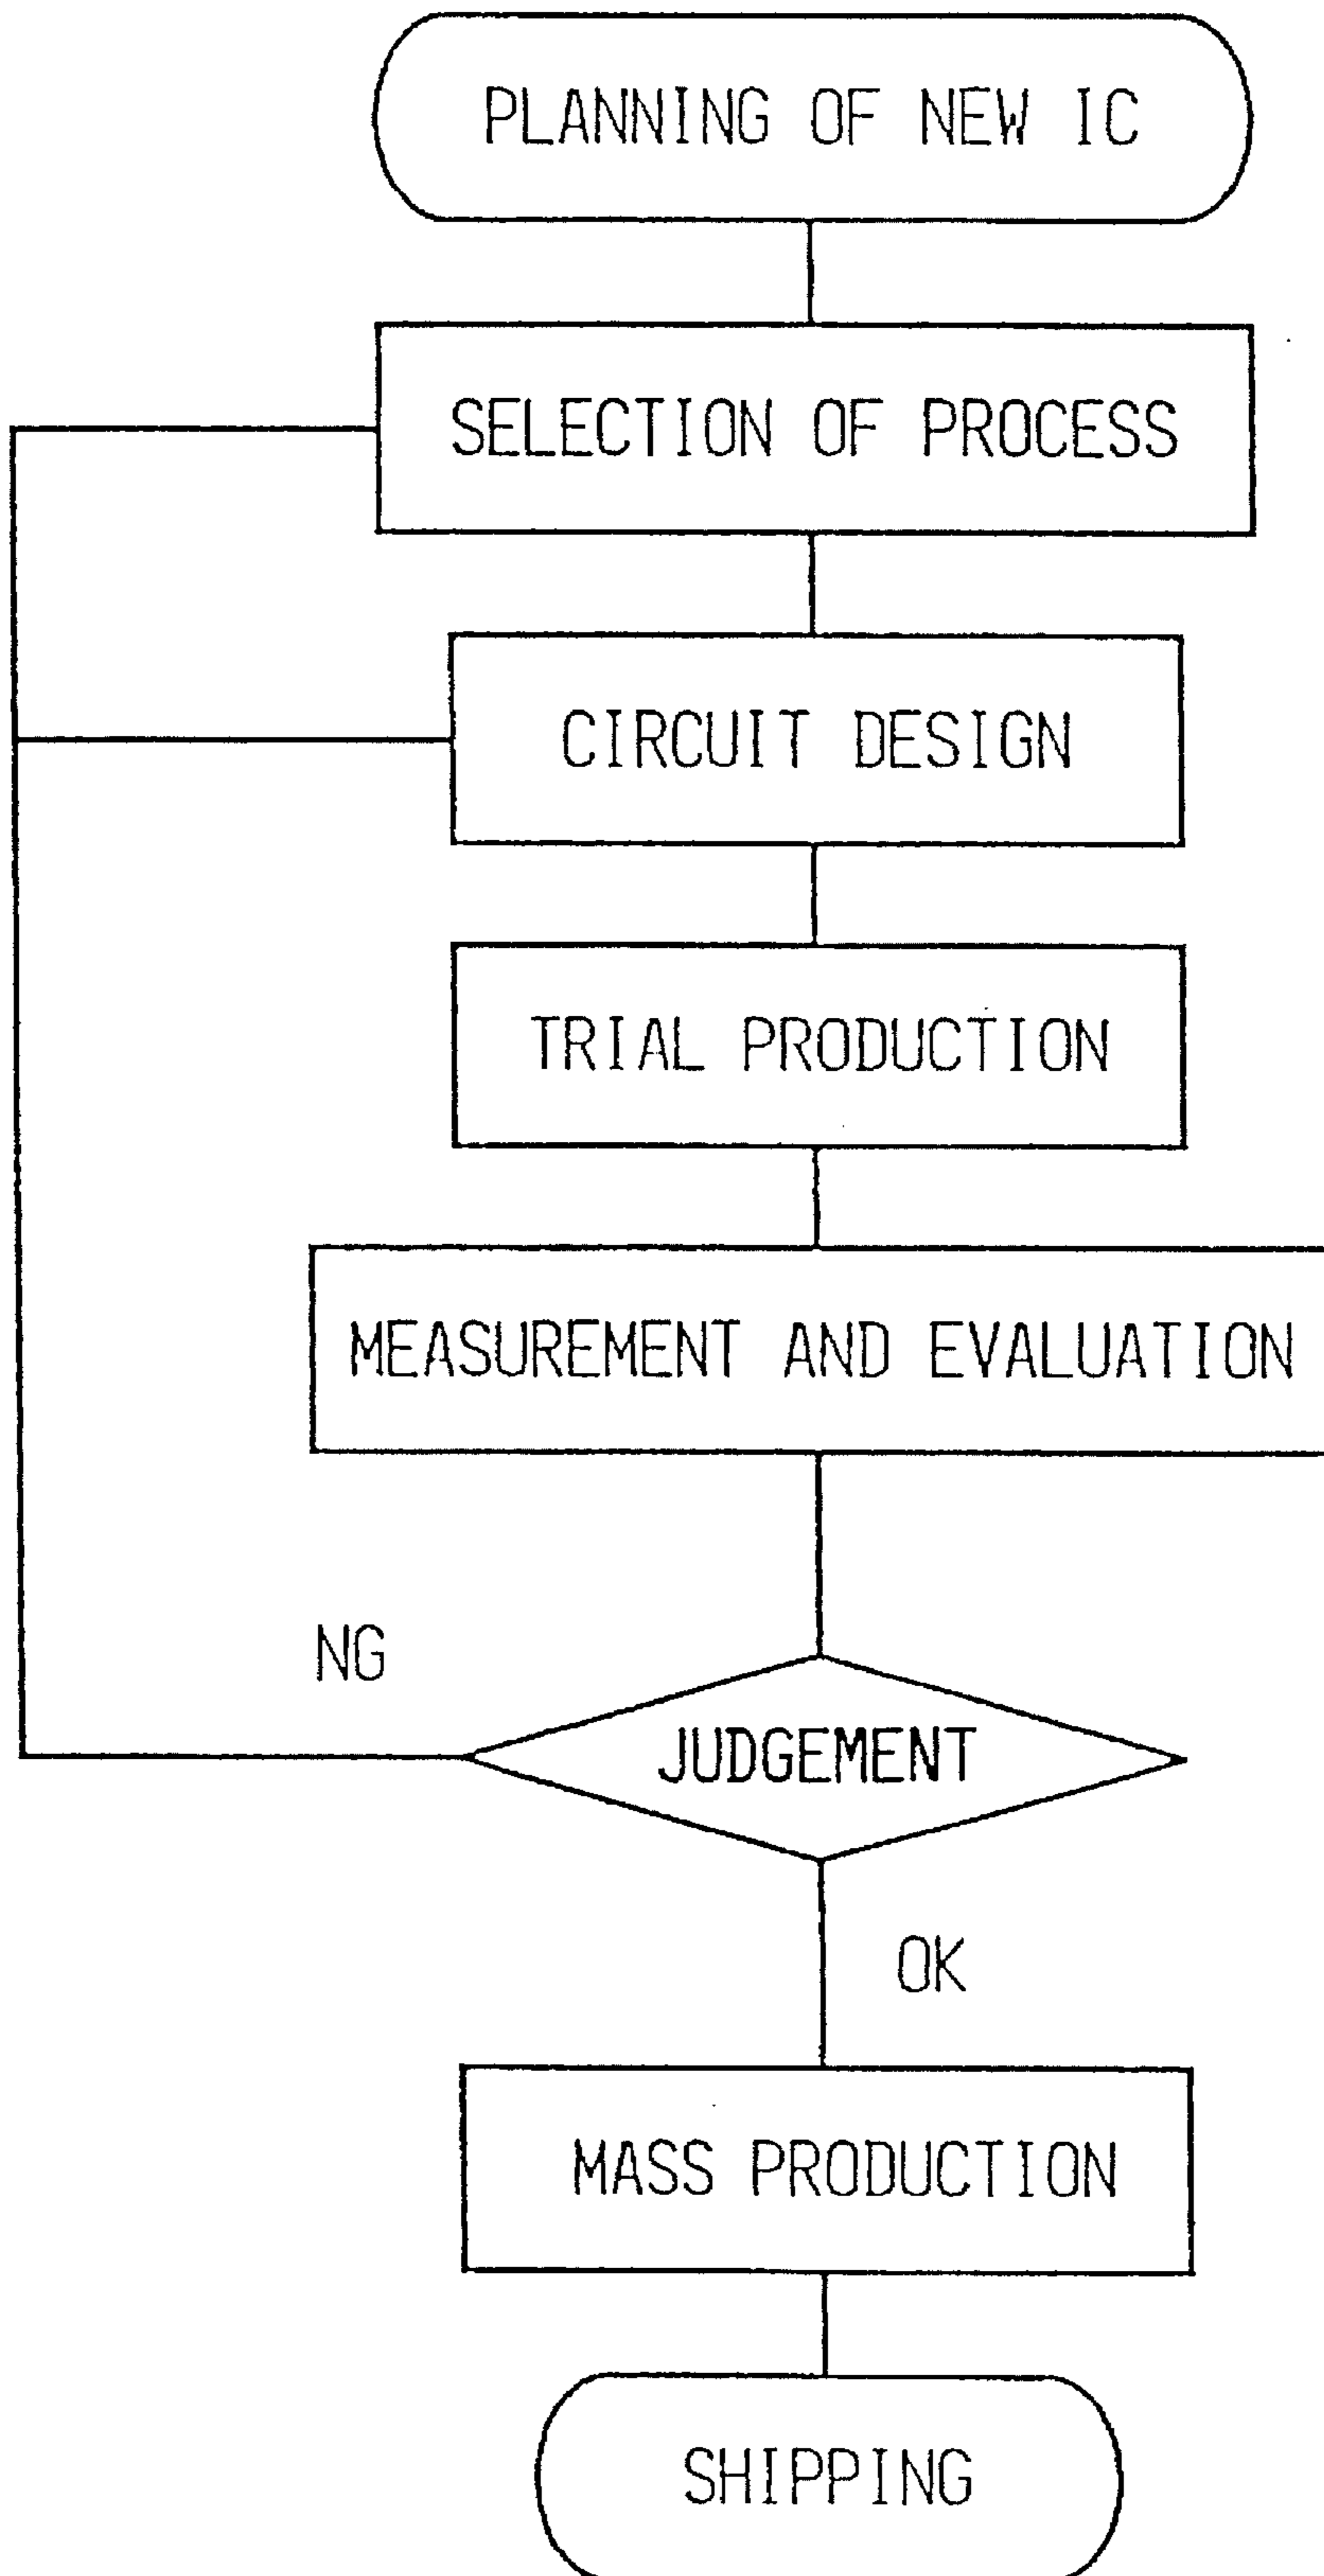 PLANNING OF NEW IC
SELECTION OF PROCESS
CIRCUIT DESIGN
TRIAL PRODUCTION
MEASUREMENT AND EVALUATION
NG
JUDGEMENT
OK
MASS PRODUCTION
SHIPPING